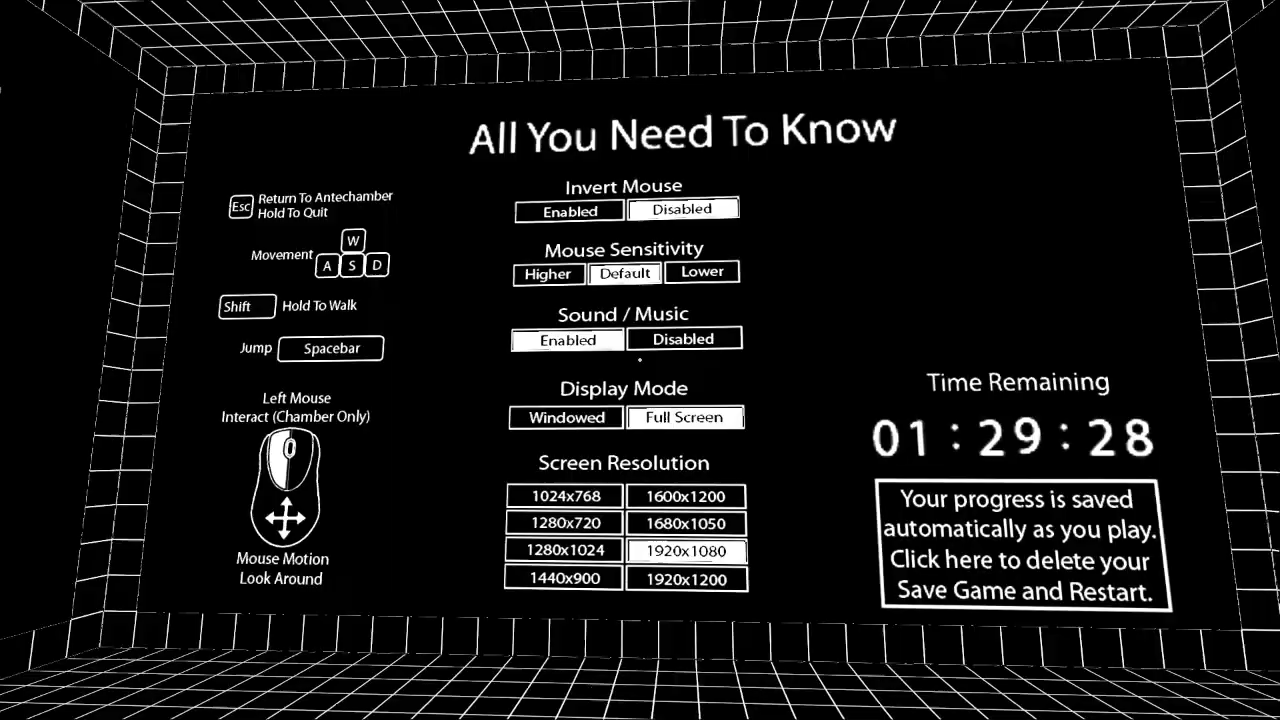 All You Need To Know
Esc
Return To Antechamber
Hold To Quit
Movement
W
A S D
Shift
Hold To Walk
Jump
Spacebar
Left Mouse
Interact (Chamber Only)
Mouse Motion
Look Around
Invert Mouse
Enabled Disabled
Mouse Sensitivity
Higher Default Lower
Sound / Music
Enabled Disabled
Display Mode
Windowed Full Screen
Screen Resolution
1024x768 1600x1200
1280x720 1680x1050
1280x1024 1920x1080
1440x900 1920x1200
Time Remaining
01 : 29 : 28
Your progress is saved
automatically as you play.
Click here to delete your
Save Game and Restart.